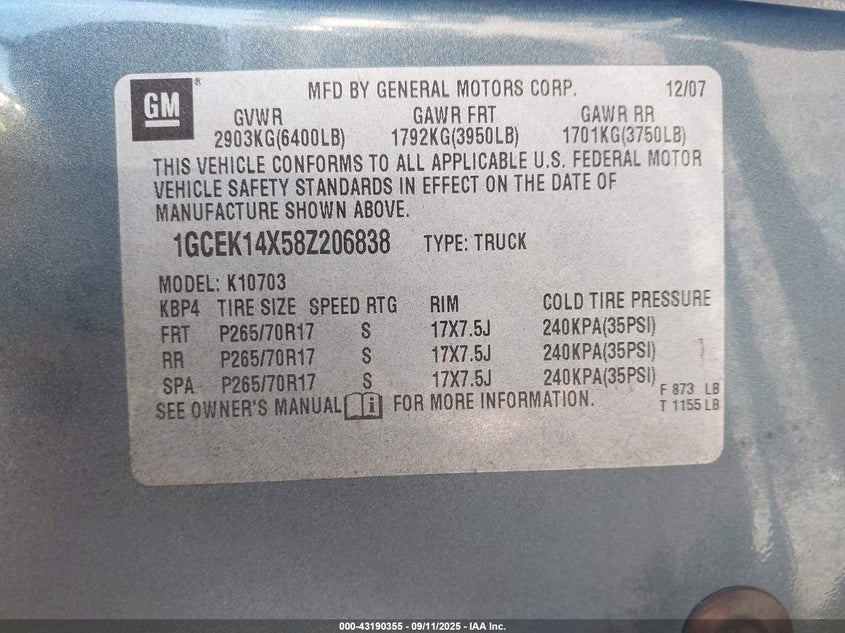 GM
®
MFD BY GENERAL MOTORS CORP. 12/07
GVWR GAWR FRT GAWR RR
2903KG(6400LB) 1792KG(3950LB) 1701KG(3750LB)
THIS VEHICLE CONFORMS TO ALL APPLICABLE U.S. FEDERAL MOTOR
VEHICLE SAFETY STANDARDS IN EFFECT ON THE DATE OF
MANUFACTURE SHOWN ABOVE.
1GCEK14X58Z206838 TYPE: TRUCK
MODEL: K10703
KBP4 TIRE SIZE SPEED RTG RIM COLD TIRE PRESSURE
FRT P265/70R17 S 17X7.5J 240KPA(35PSI)
RR P265/70R17 S 17X7.5J 240KPA(35PSI)
SPA P265/70R17 S 17X7.5J 240KPA(35PSI)
F 873 LB
SEE OWNER'S MANUAL i FOR MORE INFORMATION. T 1155 LB
000-43190355 - 09/11/2025 - IAA Inc.